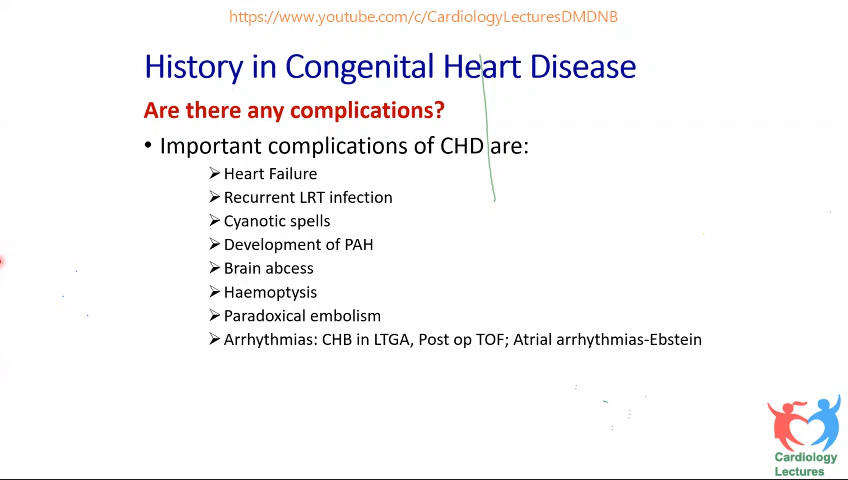 https://www.youtube.com/c/CardiologyLecturesDMDNB
History in Congenital Heart Disease
Are there any complications?
• Important complications of CHD are:
➢ Heart Failure
➢ Recurrent LRT infection
➢ Cyanotic spells
➢ Development of PAH
➢ Brain abcess
➢ Haemoptysis
➢ Paradoxical embolism
➢ Arrhythmias: CHB in LTGA, Post op TOF; Atrial arrhythmias-Ebstein
Cardiology
Lectures